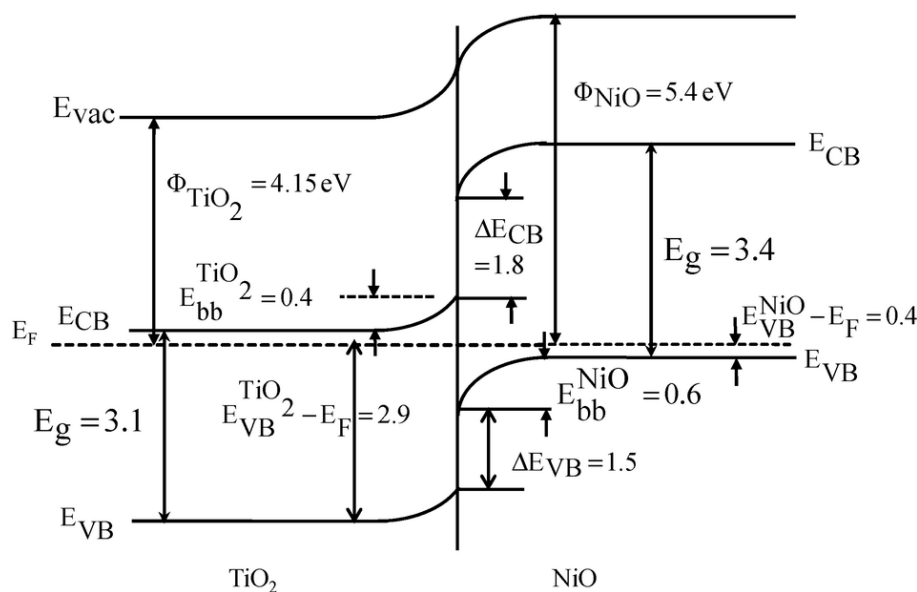 E_vac
Φ_TiO₂ = 4.15 eV
Φ_NiO = 5.4 eV
E_CB
ΔE_CB
= 1.8
E_g = 3.4
E_bb^TiO₂ = 0.4
E_CB
E_F
E_VB^NiO – E_F = 0.4
E_VB
E_g = 3.1
E_VB^TiO₂ – E_F = 2.9
E_bb^NiO = 0.6
ΔE_VB = 1.5
E_VB
TiO₂
NiO